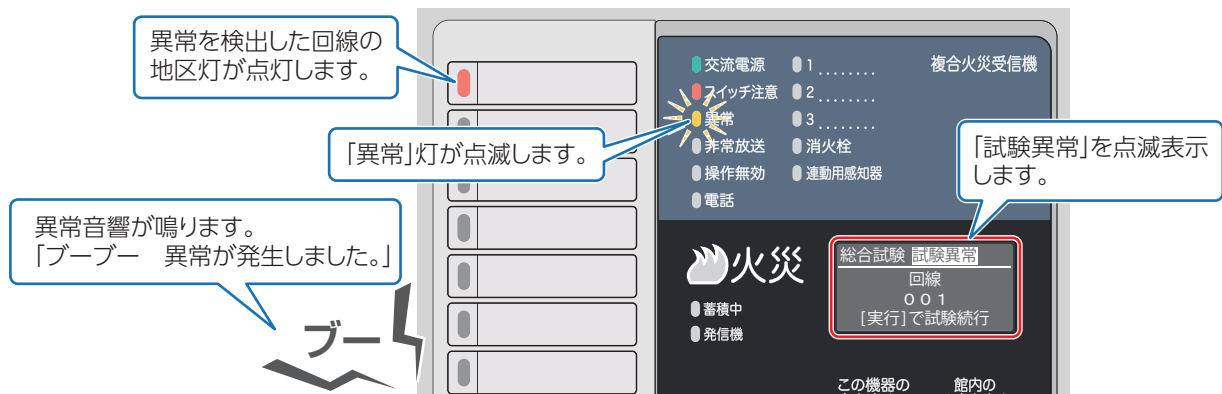 異常を検出した回線の
地区灯が点灯します。
「異常」灯が点滅します。
異常音響が鳴ります。
「ブーブー　異常が発生しました。」
ブー
交流電源
スイッチ注意
異常
非常放送
操作無効
電話
1........
2........
3........
消火栓
連動用感知器
複合火災受信機
「試験異常」を点滅表示
します。
火災
蓄積中
発信機
総合試験 試験異常
回線
００１
[実行]で試験続行
この機器の
館内の